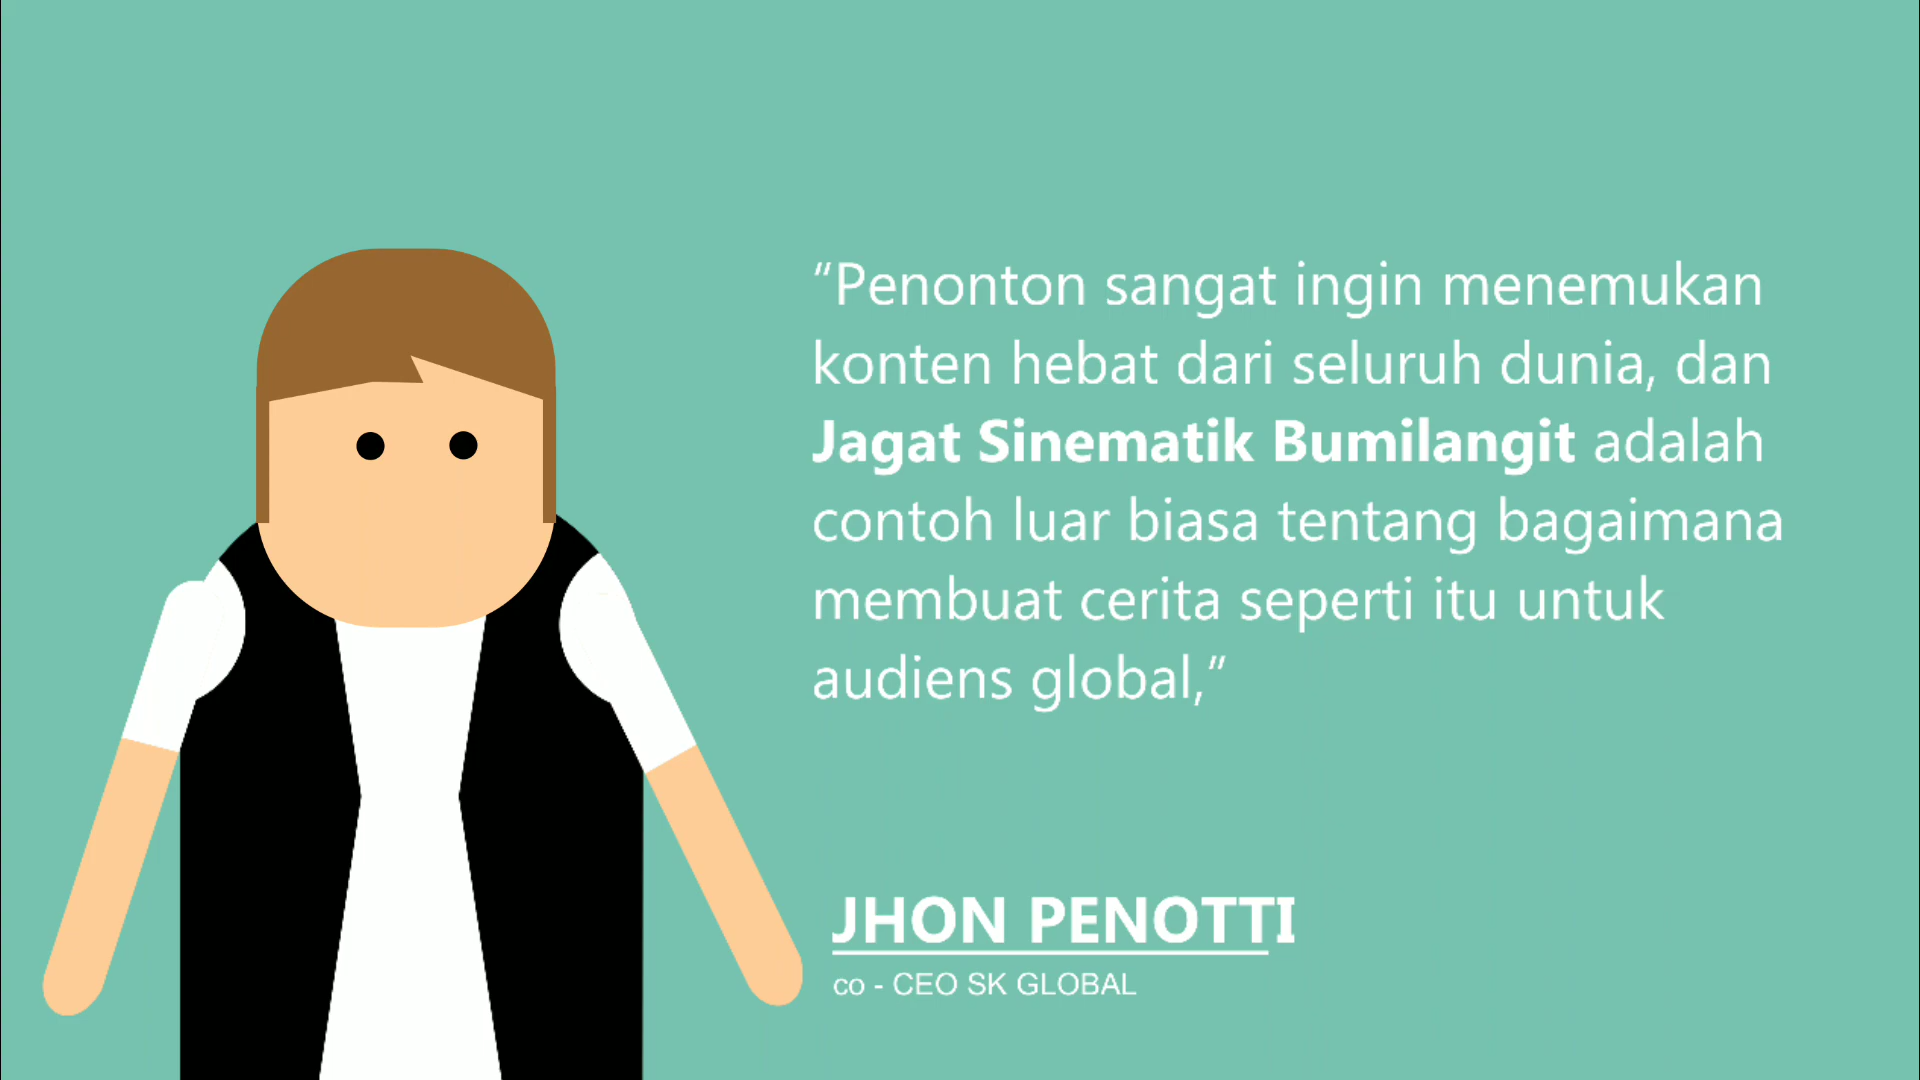 “Penonton sangat ingin menemukan
konten hebat dari seluruh dunia, dan
Jagat Sinematik Bumilangit adalah
contoh luar biasa tentang bagaimana
membuat cerita seperti itu untuk
audiens global,”
JHON PENOTTI
co - CEO SK GLOBAL